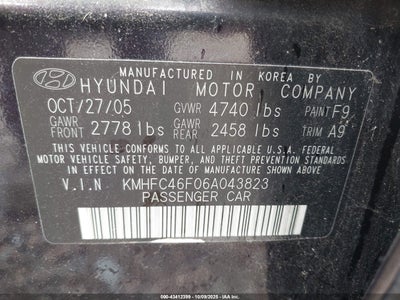 MANUFACTURED IN KOREA BY
HYUNDAI MOTOR COMPANY
OCT/27/05 GVWR 4740 lbs PAINT F9
GAWR FRONT 2778 lbs GAWR REAR 2458 lbs TRIM A9
THIS VEHICLE CONFORMS TO ALL APPLICABLE U.S.A. FEDERAL
MOTOR VEHICLE SAFETY, BUMPER, AND THEFT PREVENTION STANDARDS
IN EFFECT ON THE DATE OF MANUFACTURE SHOWN ABOVE.
V.I.N KMHFC46F06A043823
PASSENGER CAR
000-43412399 - 10/09/2025 - IAA, Inc.